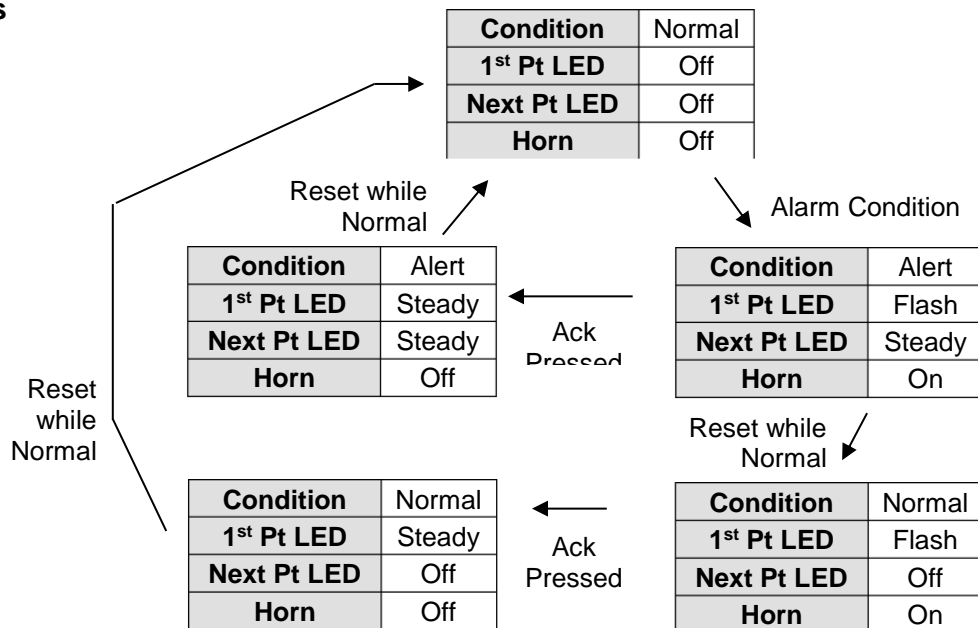 s
Condition Normal
1st Pt LED Off
Next Pt LED Off
Horn Off
Reset while
Normal
Alarm Condition
Condition Alert
1st Pt LED Steady
Next Pt LED Steady
Horn Off
Ack
Pressed
Condition Alert
1st Pt LED Flash
Next Pt LED Steady
Horn On
Reset
while
Normal
Reset while
Normal
Condition Normal
1st Pt LED Steady
Next Pt LED Off
Horn Off
Ack
Pressed
Condition Normal
1st Pt LED Flash
Next Pt LED Off
Horn On